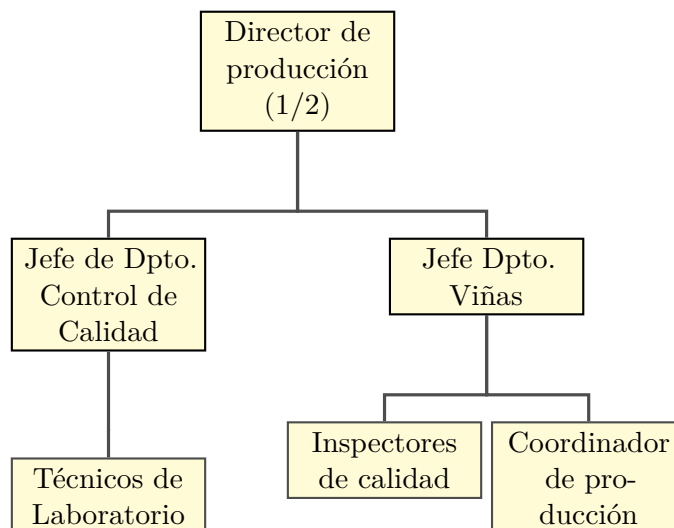 Director de
producción
(1/2)
Jefe de Dpto.
Control de
Calidad
Jefe Dpto.
Viñas
Técnicos de
Laboratorio
Inspectores
de calidad
Coordinador
de pro-
ducción